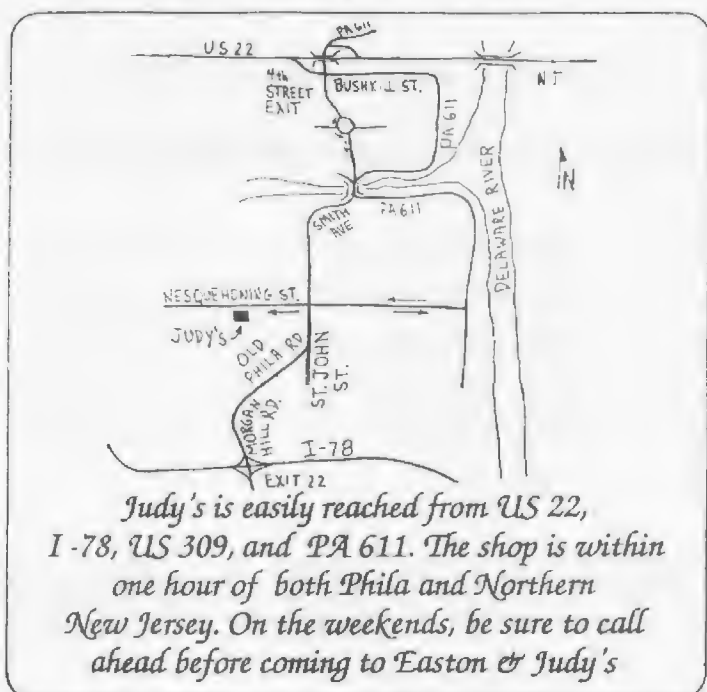 PA 611
US 22
NJ
4th
STREET
EXIT
BUSHKILL ST.
PA 611
N
DELAWARE RIVER
SMITH
AVE
PA 611
NESQUEHONING ST.
JUDY'S
OLD
PHILA RD
ST. JOHN
ST.
MORGAN
HILL RD.
I-78
EXIT 22
Judy's is easily reached from US 22,
I -78, US 309, and PA 611. The shop is within
one hour of both Phila and Northern
New Jersey. On the weekends, be sure to call
ahead before coming to Easton & Judy's